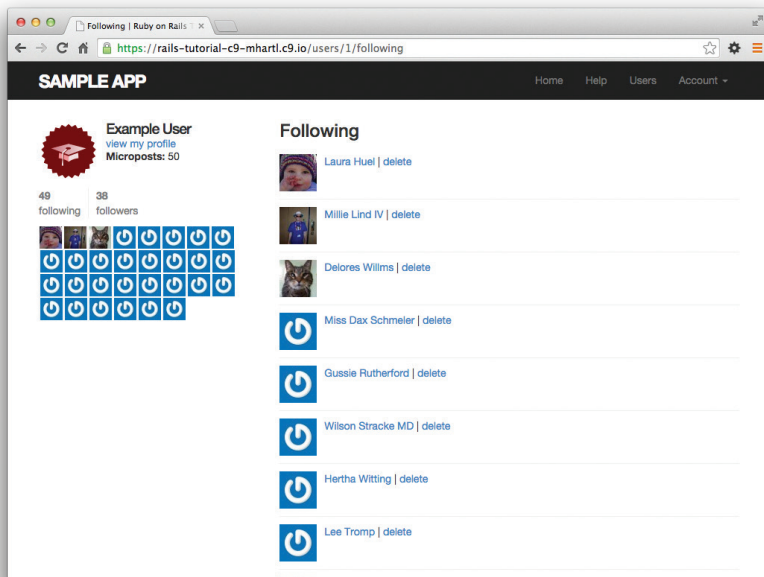 Following | Ruby on Rails T
https://rails-tutorial-c9-mhartl.c9.io/users/1/following
SAMPLE APP
Home Help Users Account
Example User
view my profile
Microposts: 50
49 following
38 followers
Following
Laura Huel | delete
Millie Lind IV | delete
Delores Willms | delete
Miss Dax Schmeler | delete
Gussie Rutherford | delete
Wilson Stracke MD | delete
Hertha Witting | delete
Lee Tromp | delete